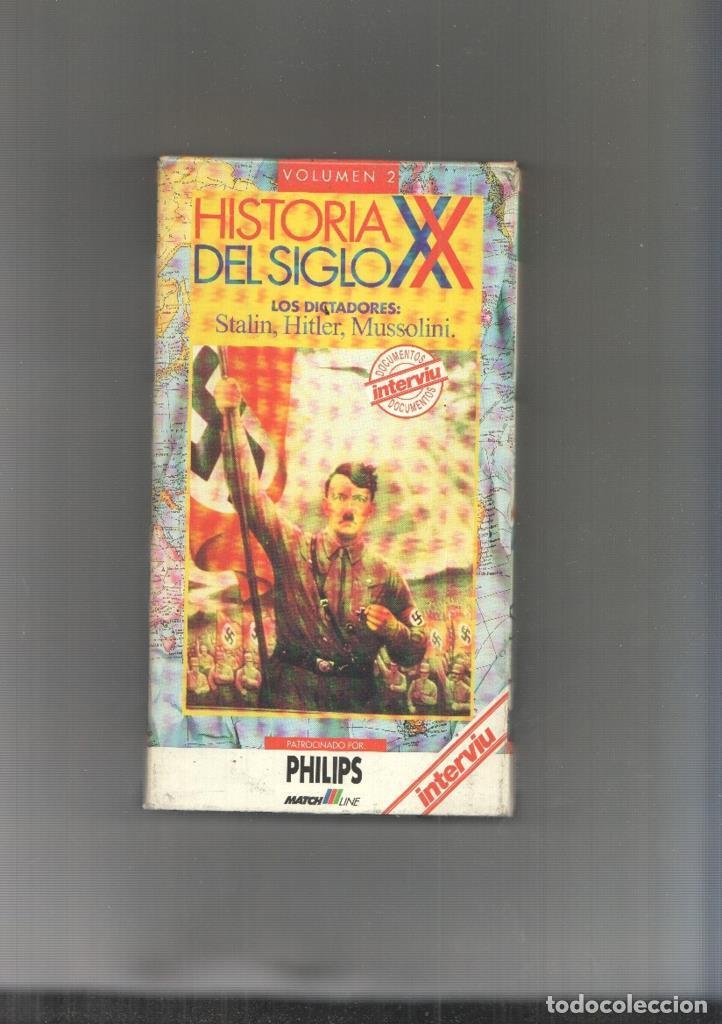 VOLUMEN 2
HISTORIA
DEL SIGLO XX
LOS DICTADORES:
Stalin, Hitler, Mussolini.
DOCUMENTOS
interviu
DOCUMENTOS
PATROCINADO POR
PHILIPS
MATCH LINE
interviu
todocoleccion